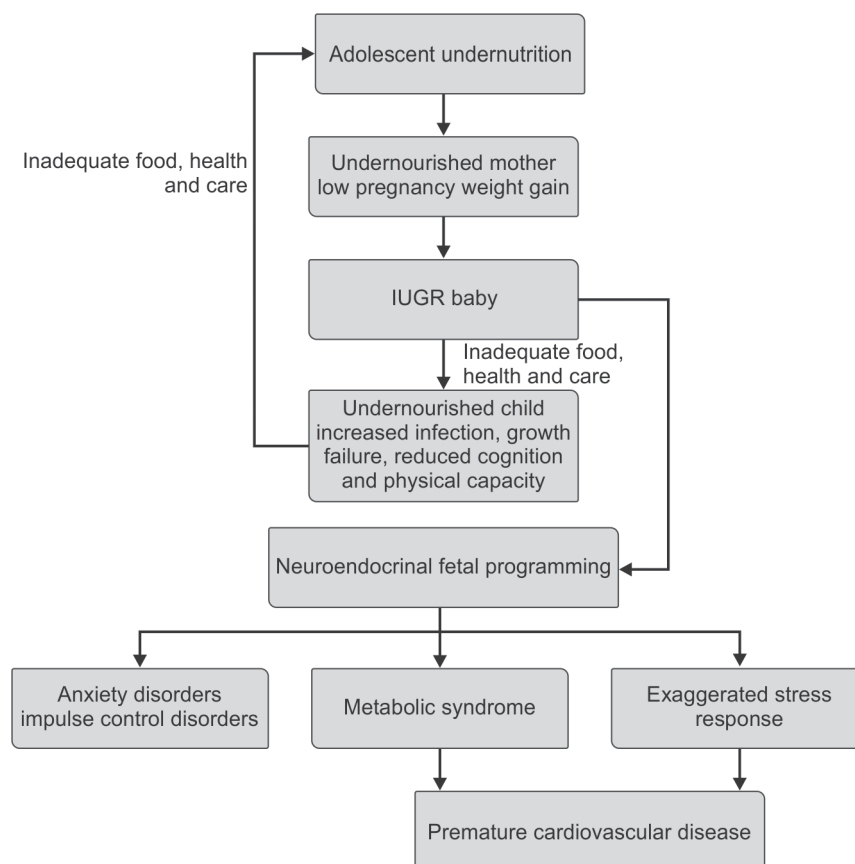 Adolescent undernutrition
Inadequate food, health
and care
Undernourished mother
low pregnancy weight gain
IUGR baby
Inadequate food,
health and care
Undernourished child
increased infection, growth
failure, reduced cognition
and physical capacity
Neuroendocrinal fetal programming
Anxiety disorders
impulse control disorders
Metabolic syndrome
Exaggerated stress
response
Premature cardiovascular disease